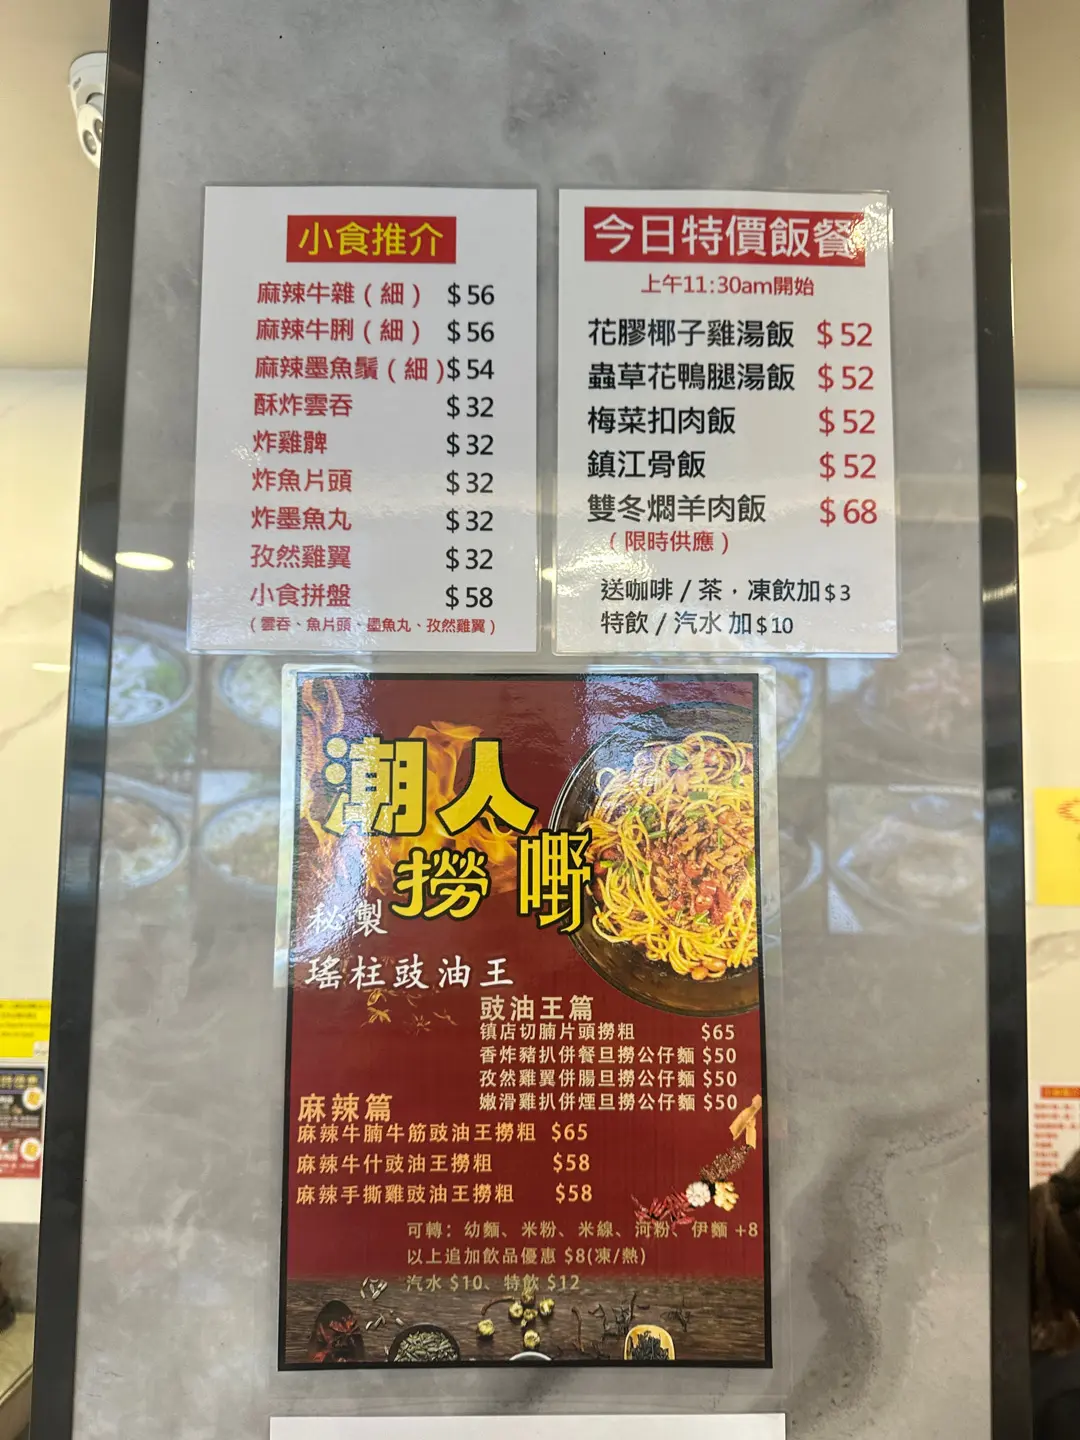 小食推介
麻辣牛雜（細） $56
麻辣牛脷（細） $56
麻辣墨魚鬚（細） $54
酥炸雲吞 $32
炸雞髀 $32
炸魚片頭 $32
炸墨魚丸 $32
孜然雞翼 $32
小食拼盤 $58
（雲吞、魚片頭、墨魚丸、孜然雞翼）
今日特價飯餐
上午11:30am開始
花膠椰子雞湯飯 $52
蟲草花鴨腿湯飯 $52
梅菜扣肉飯 $52
鎮江骨飯 $52
雙冬燜羊肉飯 $68
（限時供應）
送咖啡/茶，凍飲加$3
特飲/汽水加$10
潮人
撈嘢
秘製
瑤柱豉油王
豉油王篇
镇店切腩片頭撈粗 $65
香炸豬扒併餐旦撈公仔麵 $50
孜然雞翼併腸旦撈公仔麵 $50
嫩滑雞扒併煙旦撈公仔麵 $50
麻辣篇
麻辣牛腩牛筋豉油王撈粗 $65
麻辣牛什豉油王撈粗 $58
麻辣手撕雞豉油王撈粗 $58
可轉：幼麵、米粉、米線、河粉、伊麵 +8
以上追加飲品優惠 $8(凍/熱)
汽水 $10、特飲 $12